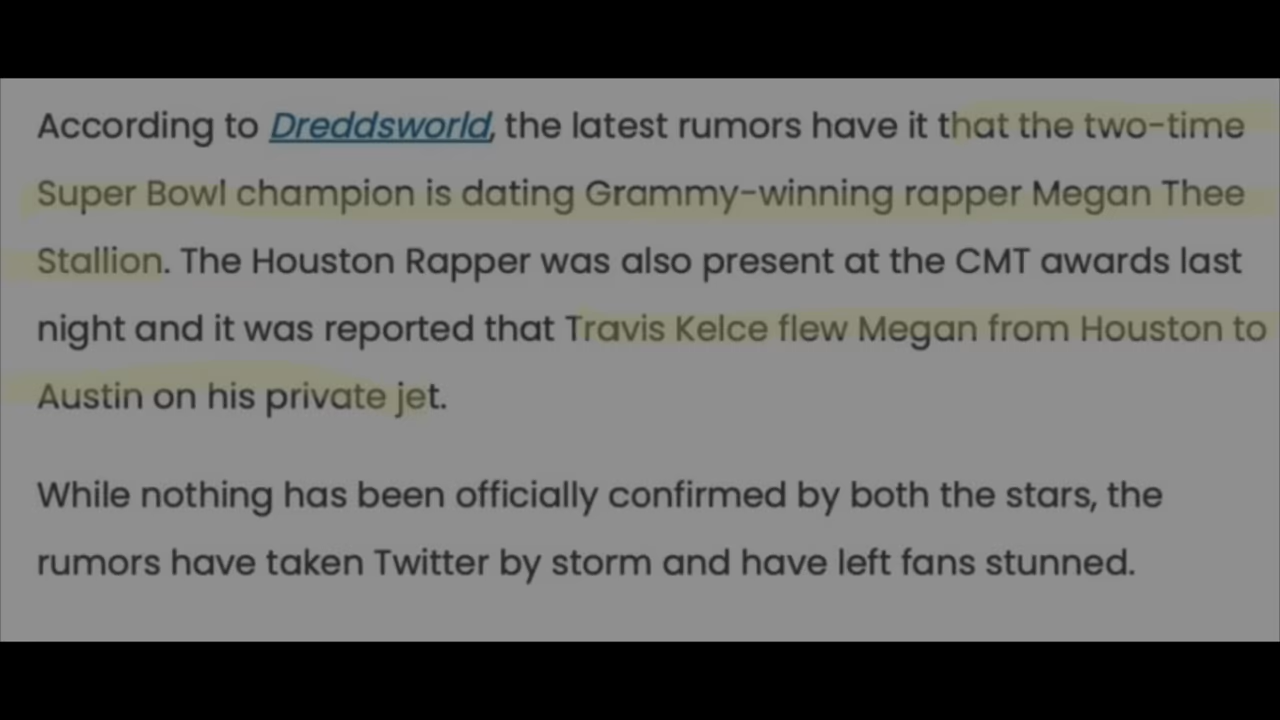 According to Dreddsworld, the latest rumors have it that the two-time
Super Bowl champion is dating Grammy-winning rapper Megan Thee
Stallion. The Houston Rapper was also present at the CMT awards last
night and it was reported that Travis Kelce flew Megan from Houston to
Austin on his private jet.
While nothing has been officially confirmed by both the stars, the
rumors have taken Twitter by storm and have left fans stunned.